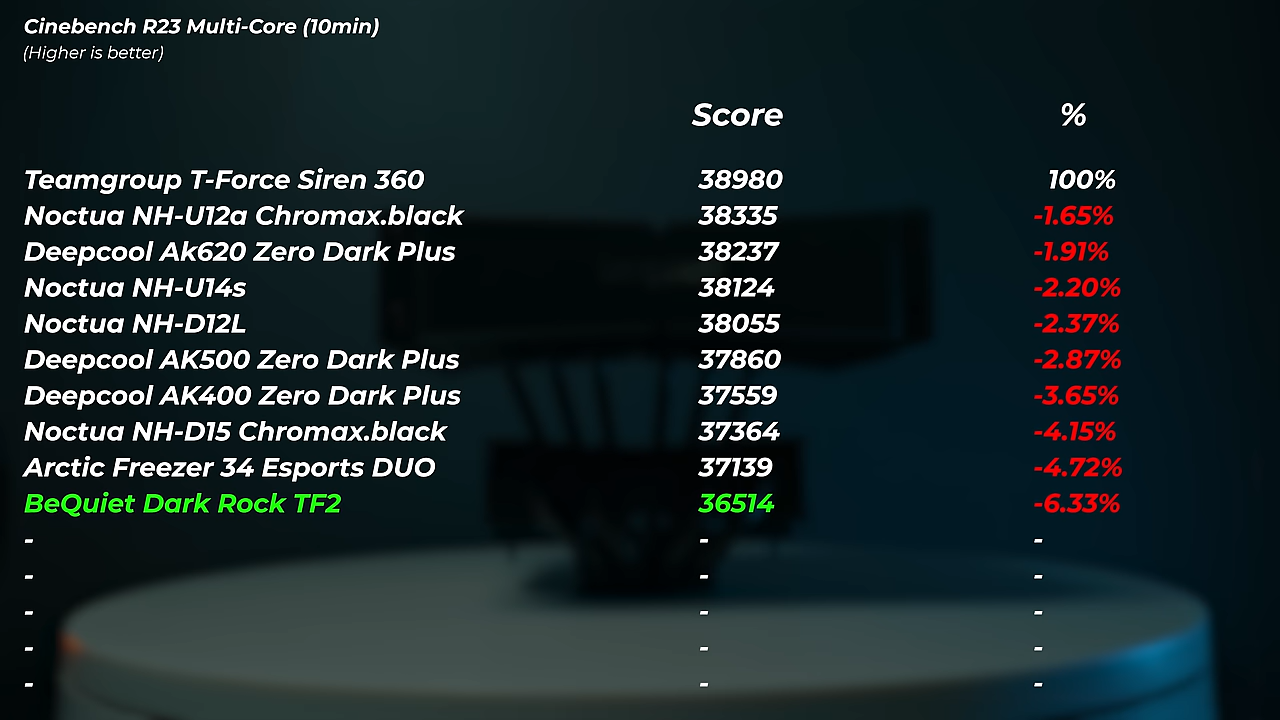 Cinebench R23 Multi-Core (10min)
(Higher is better)
Score %
Teamgroup T-Force Siren 360 38980 100%
Noctua NH-U12a Chromax.black 38335 -1.65%
Deepcool Ak620 Zero Dark Plus 38237 -1.91%
Noctua NH-U14s 38124 -2.20%
Noctua NH-D12L 38055 -2.37%
Deepcool AK500 Zero Dark Plus 37860 -2.87%
Deepcool AK400 Zero Dark Plus 37559 -3.65%
Noctua NH-D15 Chromax.black 37364 -4.15%
Arctic Freezer 34 Esports DUO 37139 -4.72%
BeQuiet Dark Rock TF2 36514 -6.33%
- - -
- - -
- - -
- - -
- - -